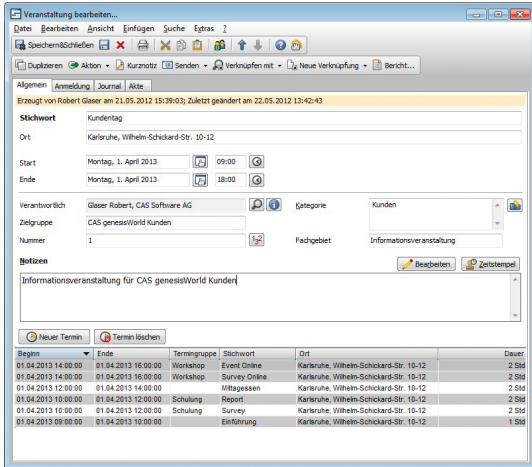 Veranstaltung bearbeiten...
Datei Bearbeiten Ansicht Einfügen Suche Extras ?
Speichern&Schließen
Duplizieren Aktion Kurznotiz Senden Verknüpfen mit Neue Verknüpfung Bericht...
Allgemein Anmeldung Journal Akte
Erzeugt von Robert Glaser am 21.05.2012 15:39:03; Zuletzt geändert am 22.05.2012 13:42:43
Stichwort Kundentag
Ort Karlsruhe, Wilhelm-Schickard-Str. 10-12
Start Montag, 1. April 2013 09:00
Ende Montag, 1. April 2013 18:00
Verantwortlich Glaser Robert, CAS Software AG Kategorie Kunden
Zielgruppe CAS genesisWorld Kunden
Nummer 1 Fachgebiet Informationsveranstaltung
Notizen Bearbeiten Zeitstempel
Informationsveranstaltung für CAS genesisWorld Kunden
Neuer Termin Termin löschen
Beginn Ende Termingruppe Stichwort Ort Dauer
01.04.2013 14:00:00 01.04.2013 16:00:00 Workshop Event Online Karlsruhe, Wilhelm-Schickard-Str. 10-12 2 Std
01.04.2013 14:00:00 01.04.2013 16:00:00 Workshop Survey Online Karlsruhe, Wilhelm-Schickard-Str. 10-12 2 Std
01.04.2013 12:00:00 01.04.2013 14:00:00 Mittagessen Karlsruhe, Wilhelm-Schickard-Str. 10-12 2 Std
01.04.2013 10:00:00 01.04.2013 12:00:00 Schulung Report Karlsruhe, Wilhelm-Schickard-Str. 10-12 2 Std
01.04.2013 10:00:00 01.04.2013 12:00:00 Schulung Survey Karlsruhe, Wilhelm-Schickard-Str. 10-12 2 Std
01.04.2013 09:00:00 01.04.2013 10:00:00 Einführung Karlsruhe, Wilhelm-Schickard-Str. 10-12 1 Std